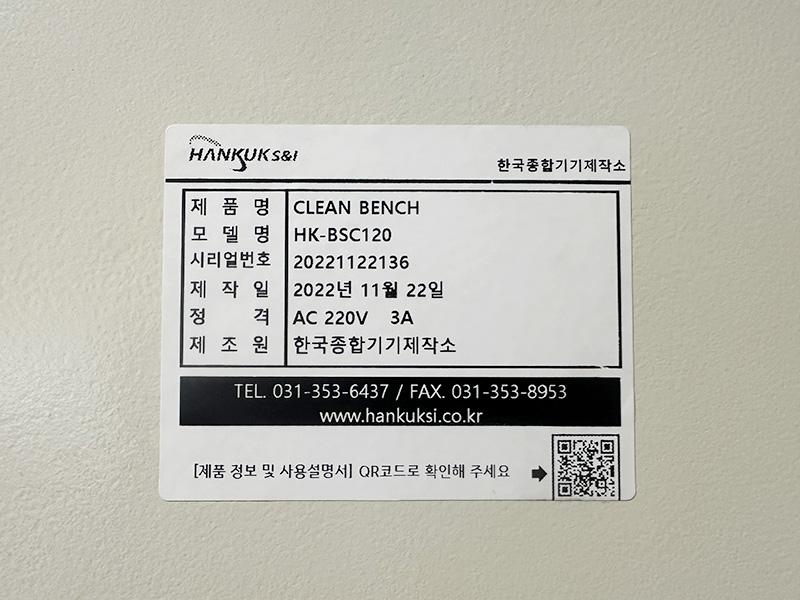 HANKUK S&I
한국종합기기제작소
제 품 명 CLEAN BENCH
모 델 명 HK-BSC120
시리얼번호 20221122136
제 작 일 2022년 11월 22일
정 격 AC 220V 3A
제 조 원 한국종합기기제작소
TEL. 031-353-6437 / FAX. 031-353-8953
www.hankuksi.co.kr
[제품 정보 및 사용설명서] QR코드로 확인해 주세요